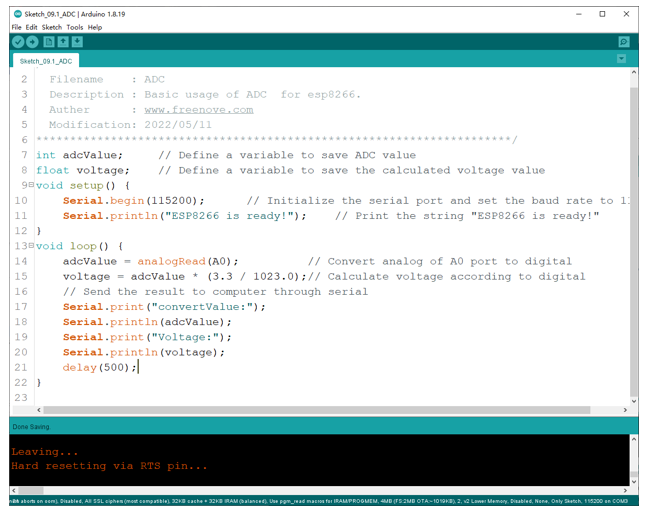 Sketch_09.1_ADC | Arduino 1.8.19
File Edit Sketch Tools Help
Sketch_09.1_ADC
2 Filename : ADC
3 Description : Basic usage of ADC for esp8266.
4 Auther : www.freenove.com
5 Modification: 2022/05/11
6 **********************************************************************/
7 int adcValue; // Define a variable to save ADC value
8 float voltage; // Define a variable to save the calculated voltage value
9 void setup() {
10 Serial.begin(115200); // Initialize the serial port and set the baud rate to 11
11 Serial.println("ESP8266 is ready!"); // Print the string "ESP8266 is ready!"
12 }
13 void loop() {
14 adcValue = analogRead(A0); // Convert analog of A0 port to digital
15 voltage = adcValue * (3.3 / 1023.0);// Calculate voltage according to digital
16 // Send the result to computer through serial
17 Serial.print("convertValue:");
18 Serial.println(adcValue);
19 Serial.print("Voltage:");
20 Serial.println(voltage);
21 delay(500);
22 }
23
Done Saving.
Leaving...
Hard resetting via RTS pin...
aborts on oom), Disabled, All SSL ciphers (most compatible), 32KB cache + 32KB IRAM (balanced), Use pgm_read macros for IRAM/PROGMEM, 4MB (FS:2MB OTA:~1019KB), 2, v2 Lower Memory, Disabled, None, Only Sketch, 115200 on COM3